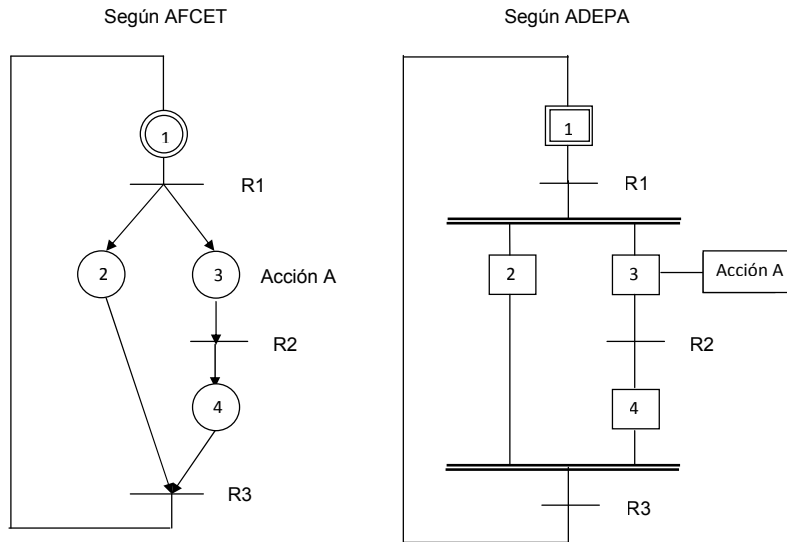 Según AFCET
Según ADEPA
1
R1
2
3
Acción A
R2
4
R3
1
R1
2
3
Acción A
R2
4
R3